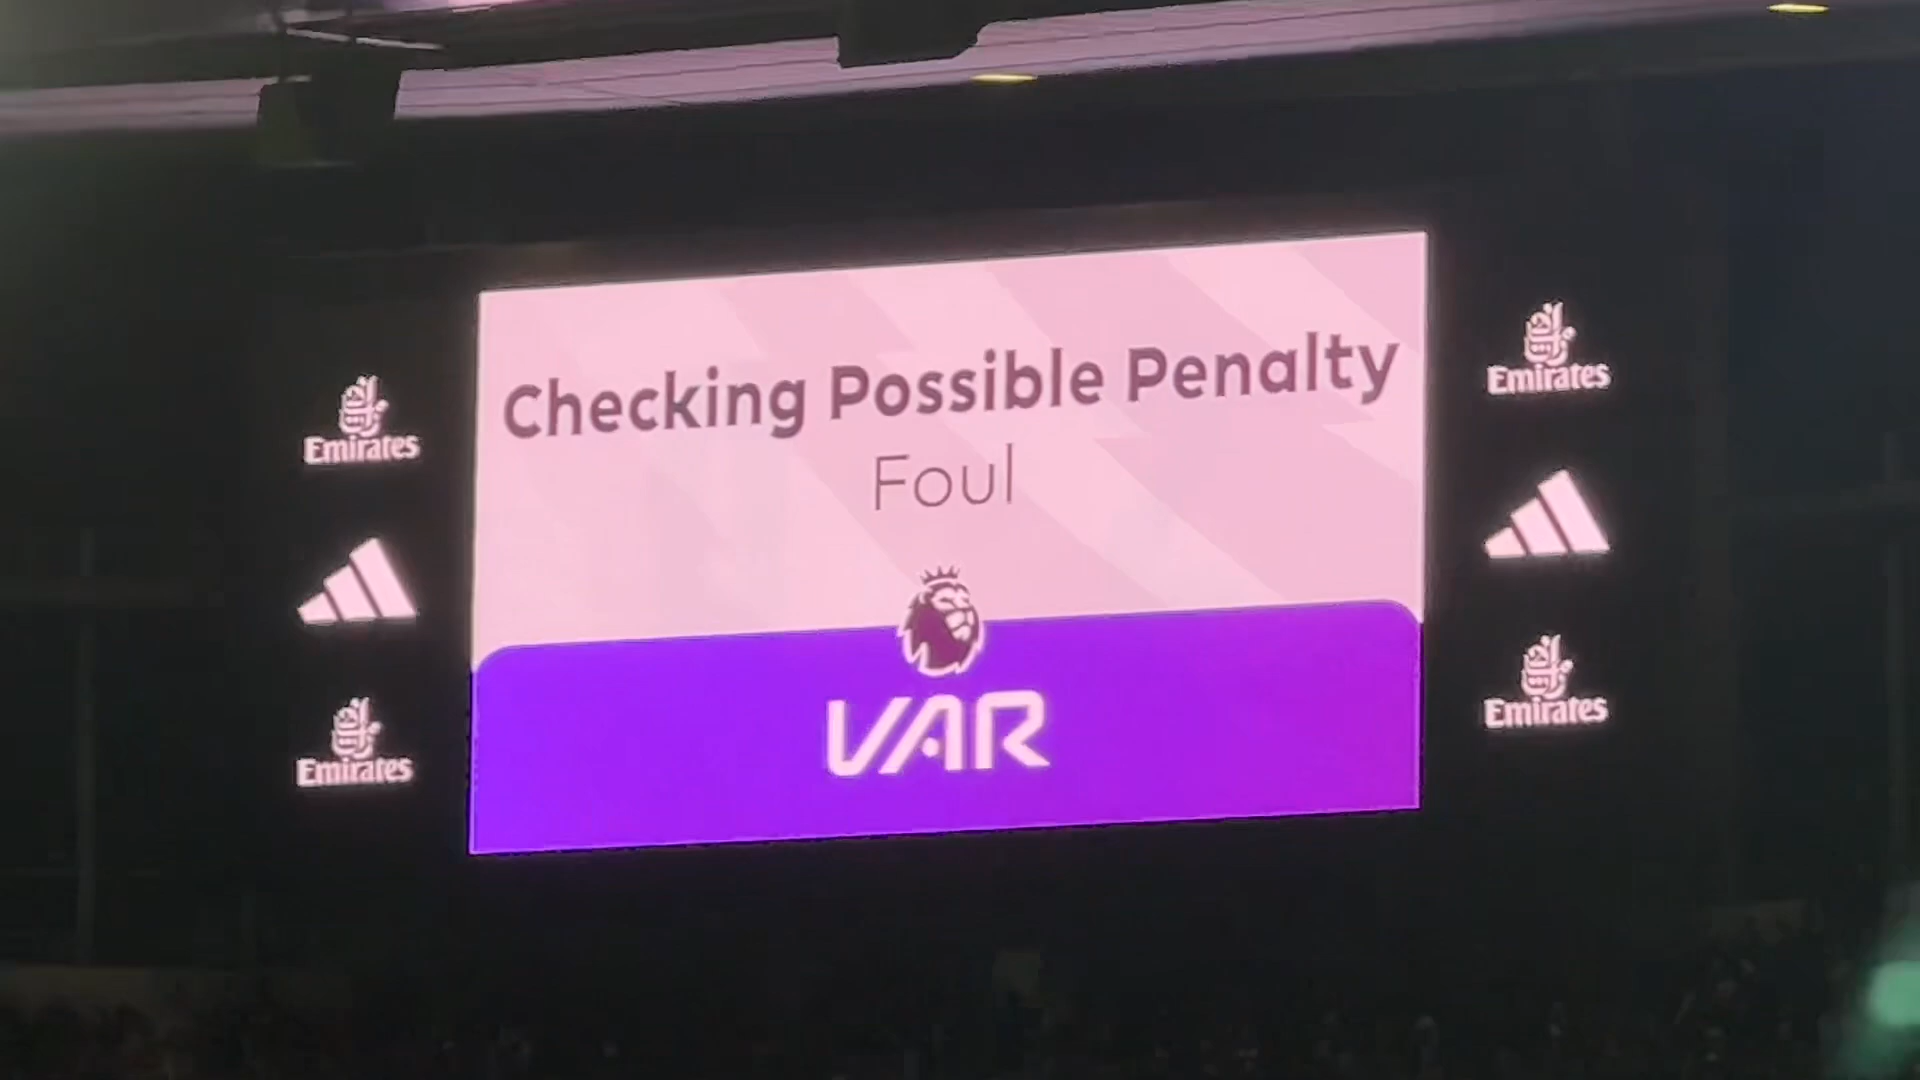 Checking Possible Penalty
Foul
VAR
Emirates
Emirates
Emirates
Emirates